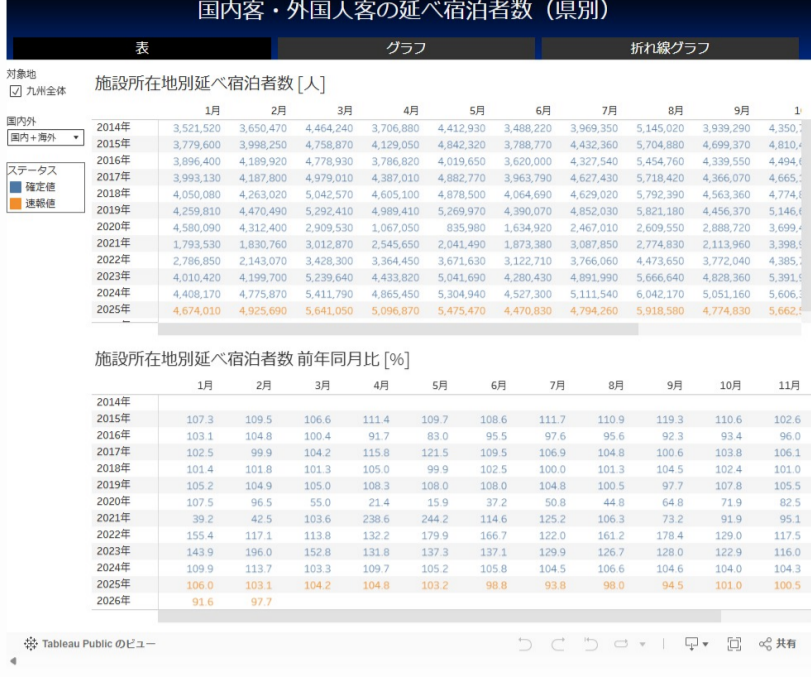 国内客・外国人客の延べ宿泊者数（県別）
表 グラフ 折れ線グラフ
対象地
九州全体
国内外
国内+海外
ステータス
確定値
速報値
施設所在地別延べ宿泊者数 [人]
1月 2月 3月 4月 5月 6月 7月 8月 9月
2014年 3,521,520 3,650,470 4,464,240 3,706,880 4,412,930 3,488,220 3,969,350 5,145,020 3,939,290
2015年 3,779,600 3,998,250 4,758,870 4,129,050 4,842,320 3,788,770 4,432,360 5,704,880 4,699,370
2016年 3,896,400 4,189,920 4,778,930 3,786,820 4,019,650 3,620,000 4,327,540 5,454,760 4,339,550
2017年 3,993,130 4,187,800 4,979,010 4,387,010 4,882,770 3,963,790 4,627,430 5,718,420 4,366,070
2018年 4,050,080 4,263,020 5,042,570 4,605,100 4,878,500 4,064,690 4,629,020 5,792,390 4,563,360
2019年 4,259,810 4,470,490 5,292,410 4,989,410 5,269,970 4,390,070 4,852,030 5,821,180 4,456,370
2020年 4,580,090 4,312,400 2,909,530 1,067,050 835,980 1,634,920 2,467,010 2,609,550 2,888,720
2021年 1,793,530 1,830,760 3,012,870 2,545,650 2,041,490 1,873,380 3,087,850 2,774,830 2,113,960
2022年 2,786,850 2,143,070 3,428,300 3,364,450 3,671,630 3,122,710 3,766,060 4,473,650 3,772,040
2023年 4,010,420 4,199,700 5,239,640 4,433,820 5,041,690 4,280,430 4,891,990 5,666,640 4,828,360
2024年 4,408,170 4,775,870 5,411,790 4,865,450 5,304,940 4,527,300 5,111,540 6,042,170 5,051,160
2025年 4,674,010 4,925,690 5,641,050 5,096,870 5,475,470 4,470,830 4,794,260 5,918,580 4,774,830
施設所在地別延べ宿泊者数 前年同月比 [%]
1月 2月 3月 4月 5月 6月 7月 8月 9月 10月 11月
2014年
2015年 107.3 109.5 106.6 111.4 109.7 108.6 111.7 110.9 119.3 110.6 102.6
2016年 103.1 104.8 100.4 91.7 83.0 95.5 97.6 95.6 92.3 93.4 96.0
2017年 102.5 99.9 104.2 115.8 121.5 109.5 106.9 104.8 100.6 103.8 106.1
2018年 101.4 101.8 101.3 105.0 99.9 102.5 100.0 101.3 104.5 102.4 101.0
2019年 105.2 104.9 105.0 108.3 108.0 108.0 104.8 100.5 97.7 107.8 105.5
2020年 107.5 96.5 55.0 21.4 15.9 37.2 50.8 44.8 64.8 71.9 82.5
2021年 39.2 42.5 103.6 238.6 244.2 114.6 125.2 106.3 73.2 91.9 95.1
2022年 155.4 117.1 113.8 132.2 179.9 166.7 122.0 161.2 178.4 129.0 117.5
2023年 143.9 196.0 152.8 131.8 137.3 137.1 129.9 126.7 128.0 122.9 116.0
2024年 109.9 113.7 103.3 109.7 105.2 105.8 104.5 106.6 104.6 104.0 104.3
2025年 106.0 103.1 104.2 104.8 103.2 98.8 93.8 98.0 94.5 101.0 100.5
2026年 91.6 97.7
Tableau Public のビュー 共有